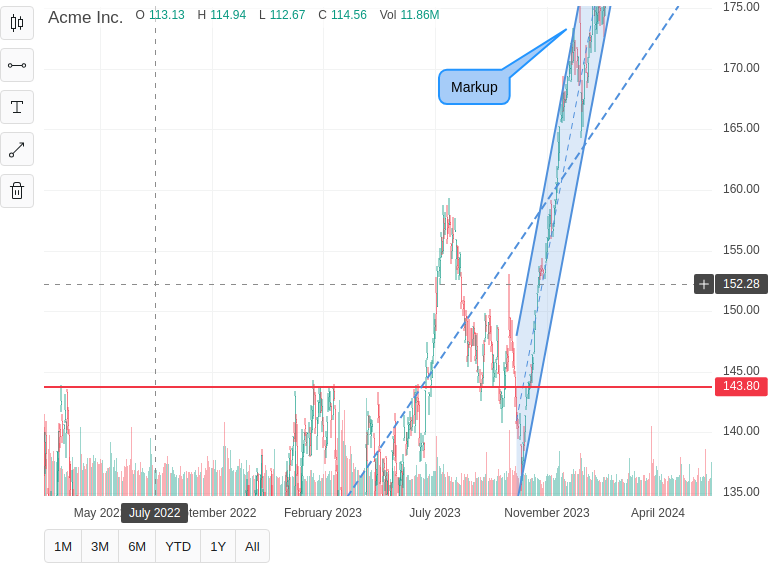 Acme Inc. O 113.13 H 114.94 L 112.67 C 114.56 Vol 11.86M
175.00
170.00
Markup
165.00
160.00
155.00
152.28
150.00
145.00
143.80
140.00
135.00
May 202 July 2022 tember 2022 February 2023 July 2023 November 2023 April 2024
1M 3M 6M YTD 1Y All